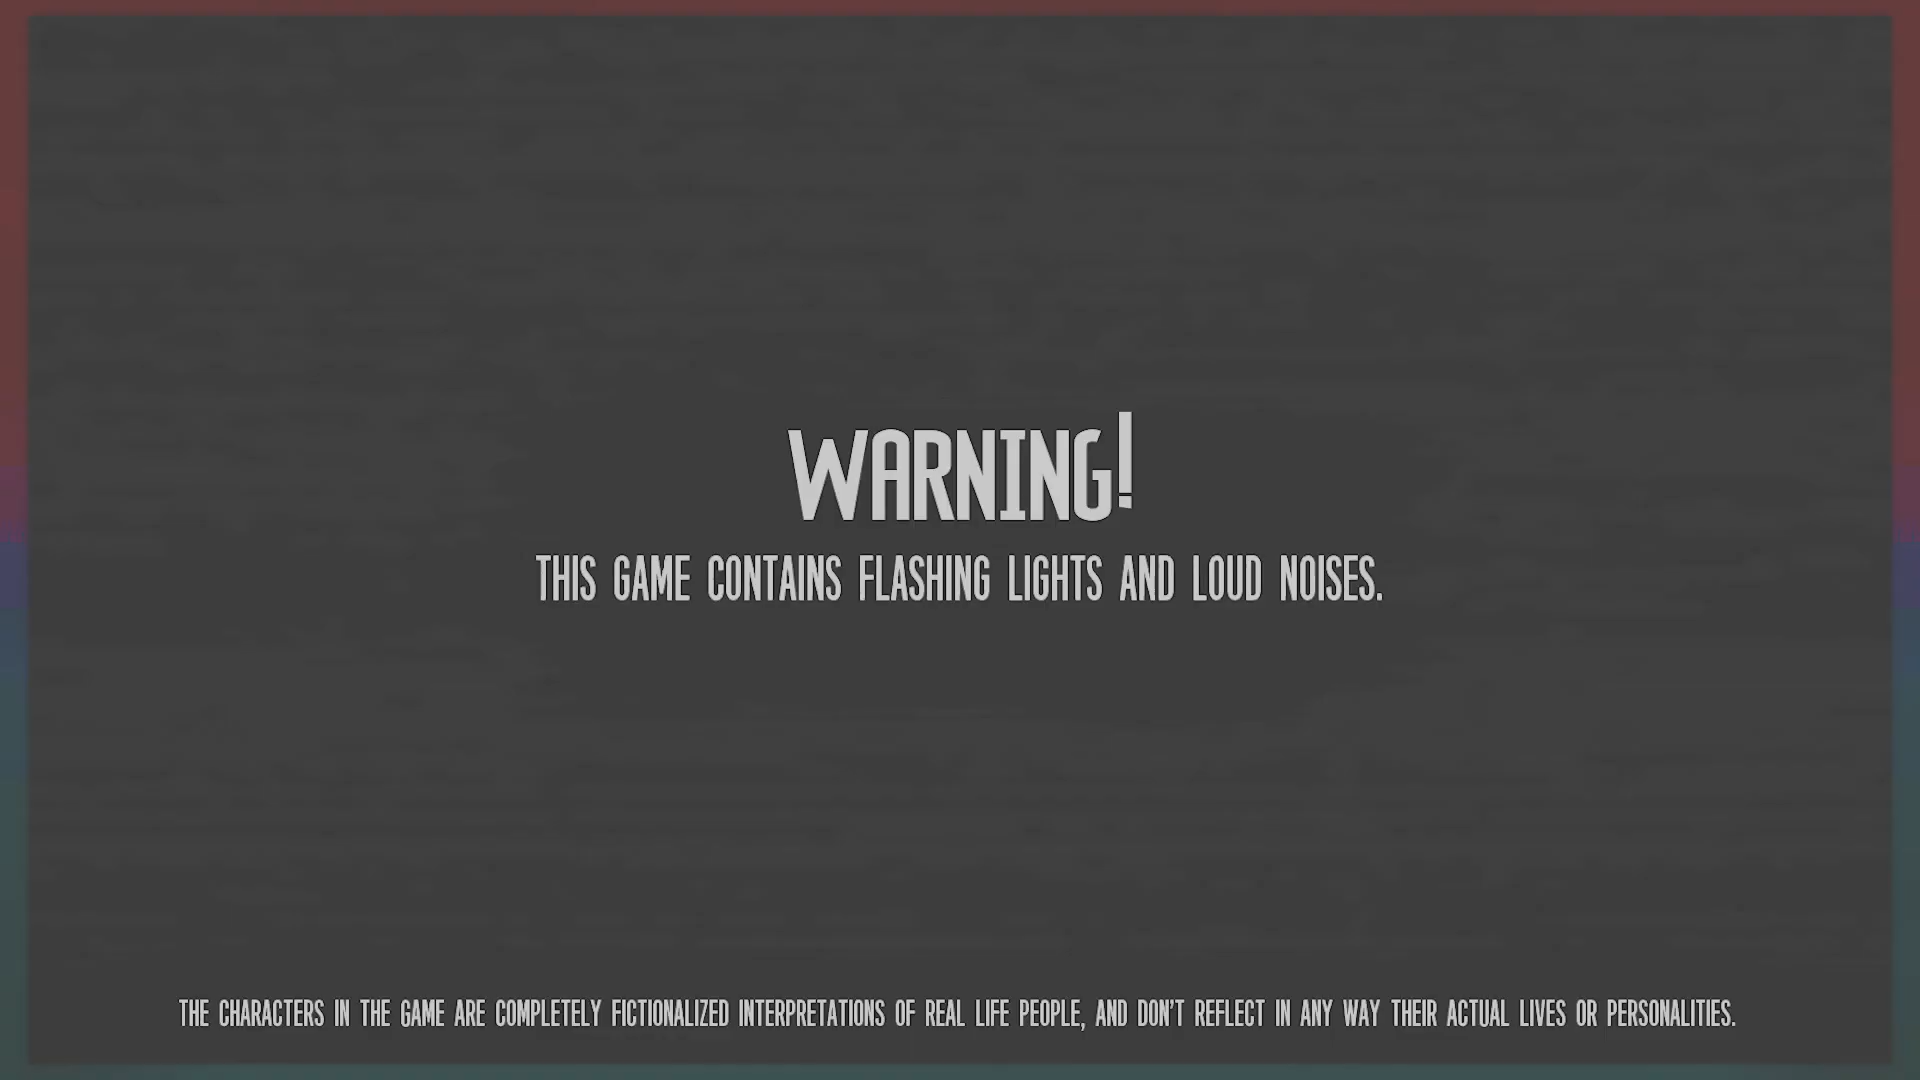 WARNING!
THIS GAME CONTAINS FLASHING LIGHTS AND LOUD NOISES.
THE CHARACTERS IN THE GAME ARE COMPLETELY FICTIONALIZED INTERPRETATIONS OF REAL LIFE PEOPLE, AND DON'T REFLECT IN ANY WAY THEIR ACTUAL LIVES OR PERSONALITIES.